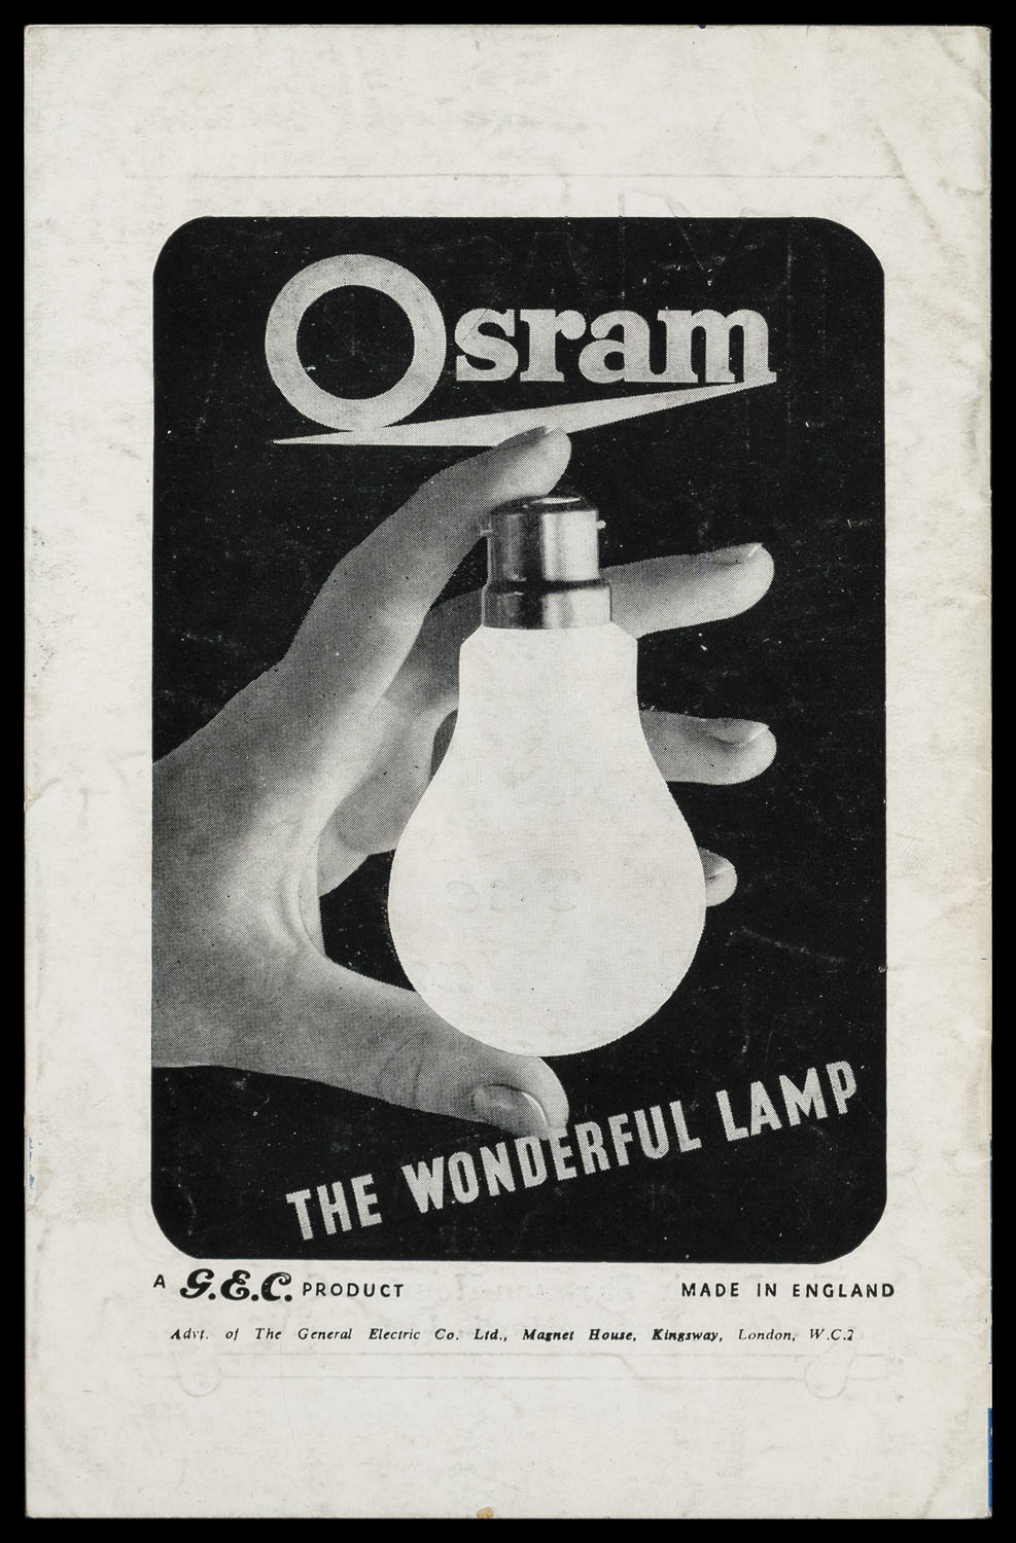 Osram
THE WONDERFUL LAMP
A G.E.C. PRODUCT
MADE IN ENGLAND
Advt. of The General Electric Co. Ltd., Magnet House, Kingsway, London, W.C.2